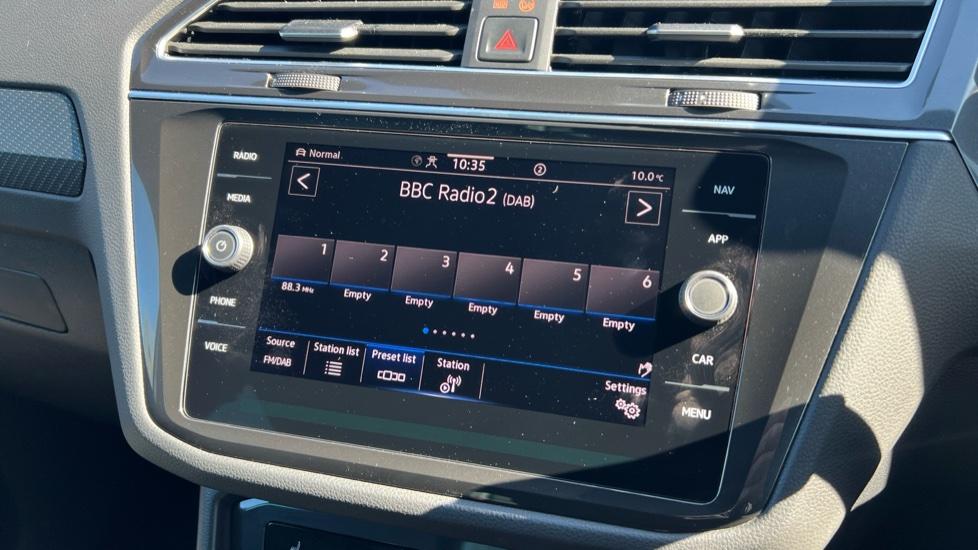 RADIO
MEDIA
PHONE
VOICE
Normal
10:35
2
10.0°C
<
BBC Radio2 (DAB)
>
1 2 3 4 5 6
88.3 MHz Empty Empty Empty Empty Empty
Source
FM/DAB
Station list
Preset list
Station
Settings
NAV
APP
CAR
MENU